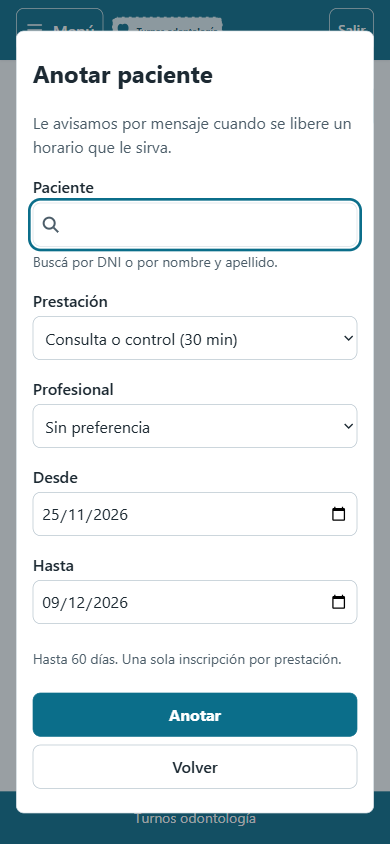 Menú
Turnos odontología
Salir
Anotar paciente
Le avisamos por mensaje cuando se libere un
horario que le sirva.
Paciente
Buscá por DNI o por nombre y apellido.
Prestación
Consulta o control (30 min)
Profesional
Sin preferencia
Desde
25/11/2026
Hasta
09/12/2026
Hasta 60 días. Una sola inscripción por prestación.
Anotar
Volver
Turnos odontología